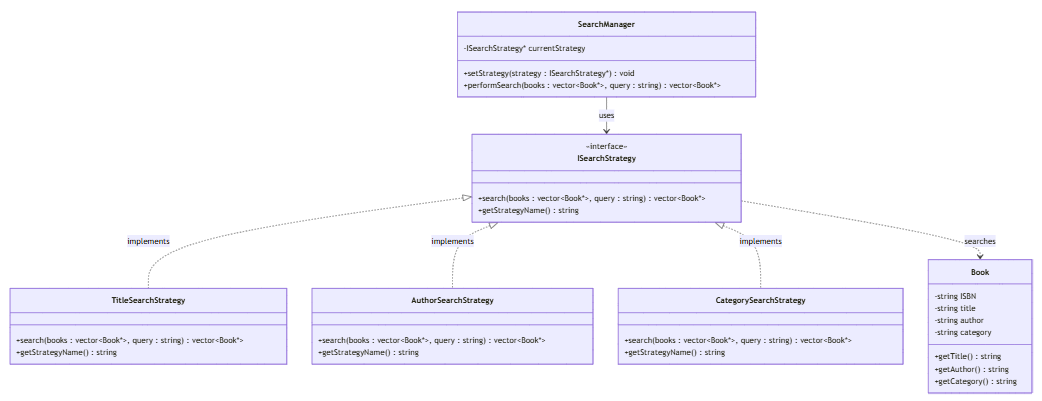 SearchManager
-ISearchStrategy* currentStrategy
+setStrategy(strategy : ISearchStrategy*) : void
+performSearch(books : vector<Book*>, query : string) : vector<Book*>
uses
«interface»
ISearchStrategy
+search(books : vector<Book*>, query : string) : vector<Book*>
+getStrategyName() : string
implements
implements
implements
searches
TitleSearchStrategy
+search(books : vector<Book*>, query : string) : vector<Book*>
+getStrategyName() : string
AuthorSearchStrategy
+search(books : vector<Book*>, query : string) : vector<Book*>
+getStrategyName() : string
CategorySearchStrategy
+search(books : vector<Book*>, query : string) : vector<Book*>
+getStrategyName() : string
Book
-string ISBN
-string title
-string author
-string category
+getTitle() : string
+getAuthor() : string
+getCategory() : string